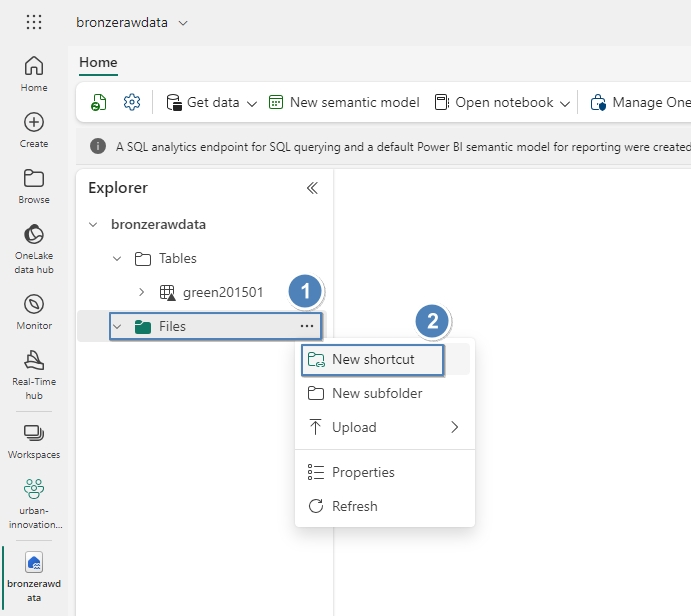 bronzerawdata
Home
Home
Get data
New semantic model
Open notebook
Manage One
A SQL analytics endpoint for SQL querying and a default Power BI semantic model for reporting were created
Create
Browse
OneLake
data hub
Monitor
Real-Time
hub
Workspaces
urban-
innovation...
bronzerawd
ata
Explorer
bronzerawdata
Tables
green201501
1
Files
...
2
New shortcut
New subfolder
Upload
Properties
Refresh